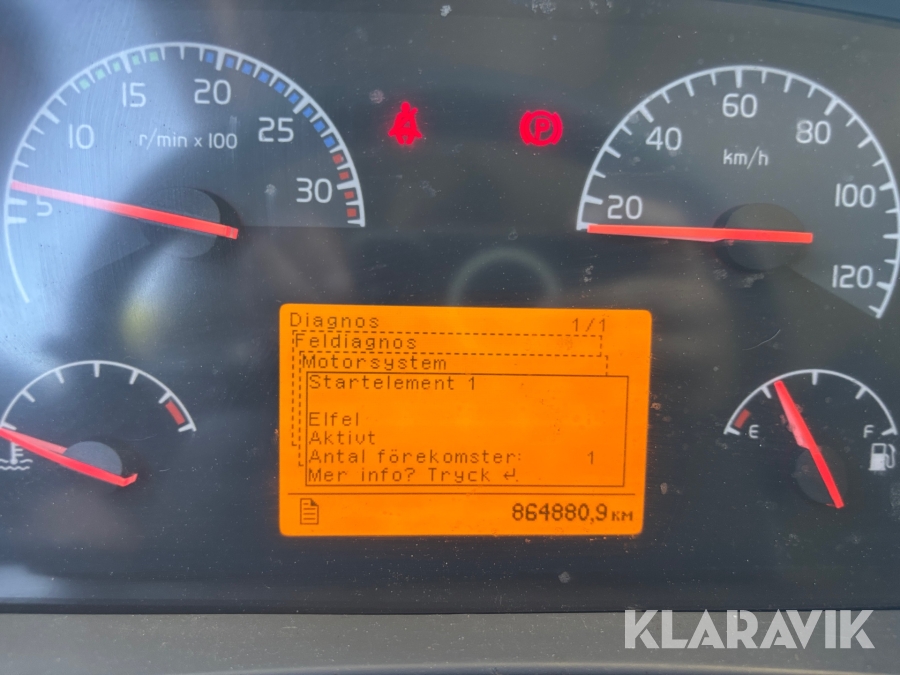 5
10
15
20
25
30
r/min x 100
P
20
40
60
80
100
120
km/h
Diagnos 1/1
Feldiagnos
Motorsystem
Startelement 1
Elfel
Aktivt
Antal förekomster: 1
Mer info? Tryck ↵.
864880,9 KM
E
F
KLARAVIK